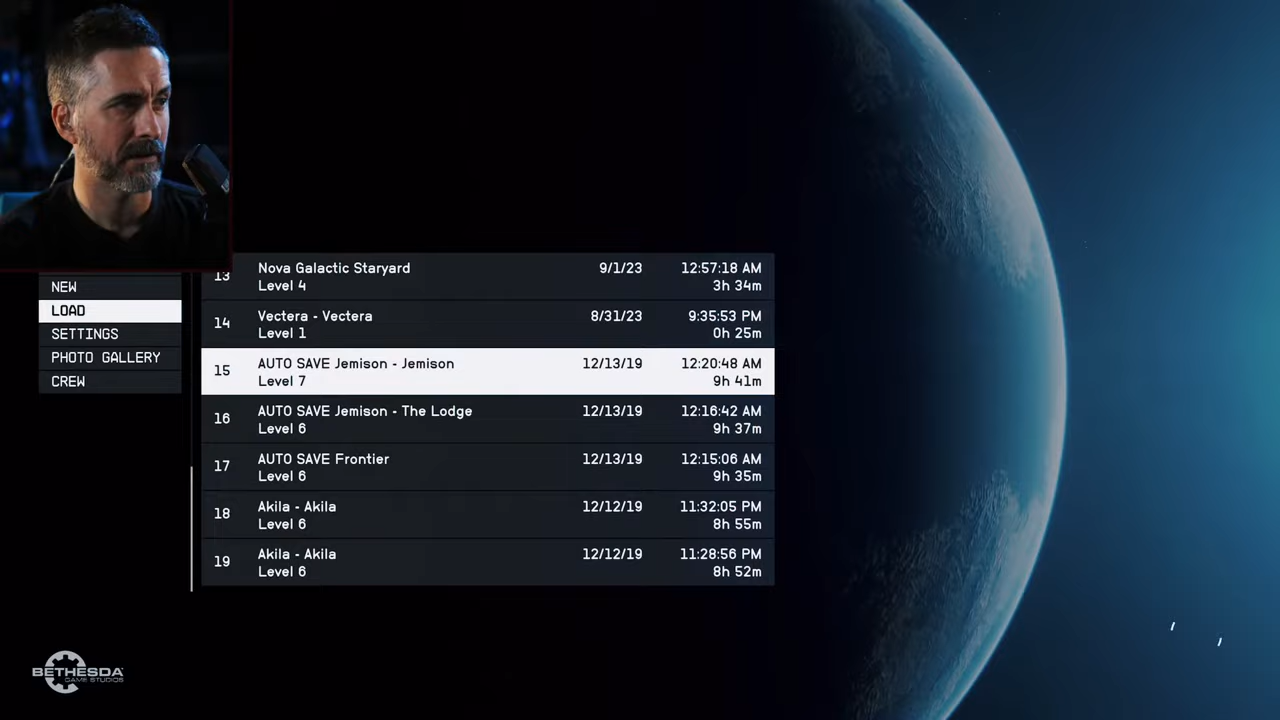 NEW
LOAD
SETTINGS
PHOTO GALLERY
CREW
13 Nova Galactic Staryard 9/1/23 12:57:18 AM
Level 4 3h 34m
14 Vectera - Vectera 8/31/23 9:35:53 PM
Level 1 0h 25m
15 AUTO SAVE Jemison - Jemison 12/13/19 12:20:48 AM
Level 7 9h 41m
16 AUTO SAVE Jemison - The Lodge 12/13/19 12:16:42 AM
Level 6 9h 37m
17 AUTO SAVE Frontier 12/13/19 12:15:06 AM
Level 6 9h 35m
18 Akila - Akila 12/12/19 11:32:05 PM
Level 6 8h 55m
19 Akila - Akila 12/12/19 11:28:56 PM
Level 6 8h 52m
BETHESDA
GAME STUDIOS